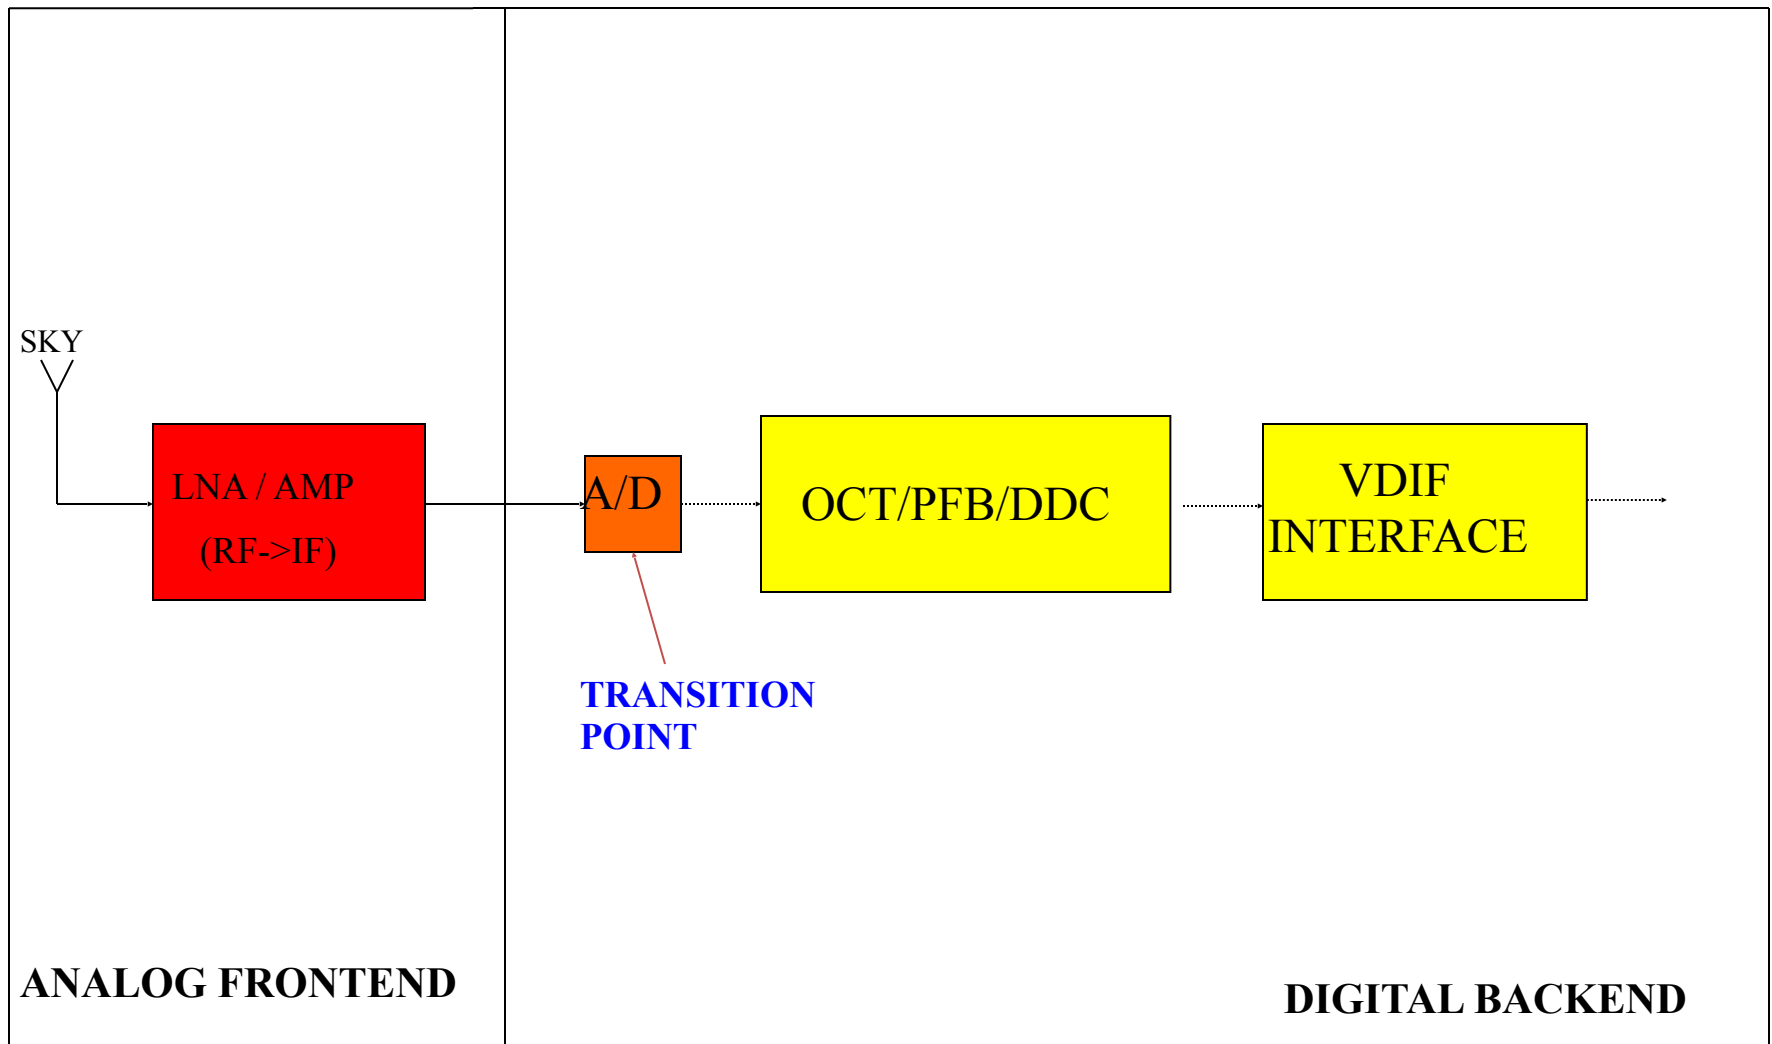 SKY
LNA / AMP
(RF->IF)
A/D
OCT/PFB/DDC
VDIF
INTERFACE
TRANSITION
POINT
ANALOG FRONTEND
DIGITAL BACKEND